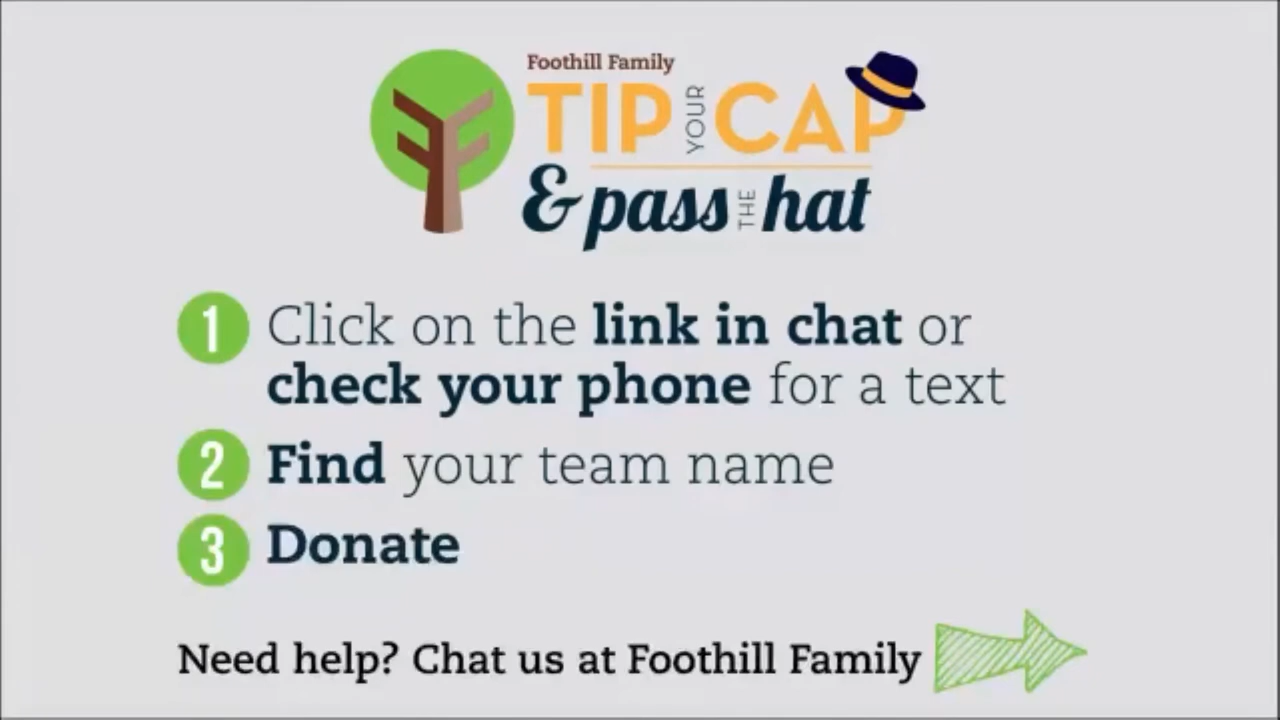 Foothill Family
TIP YOUR CAP
& pass THE hat
1 Click on the link in chat or
check your phone for a text
2 Find your team name
3 Donate
Need help? Chat us at Foothill Family